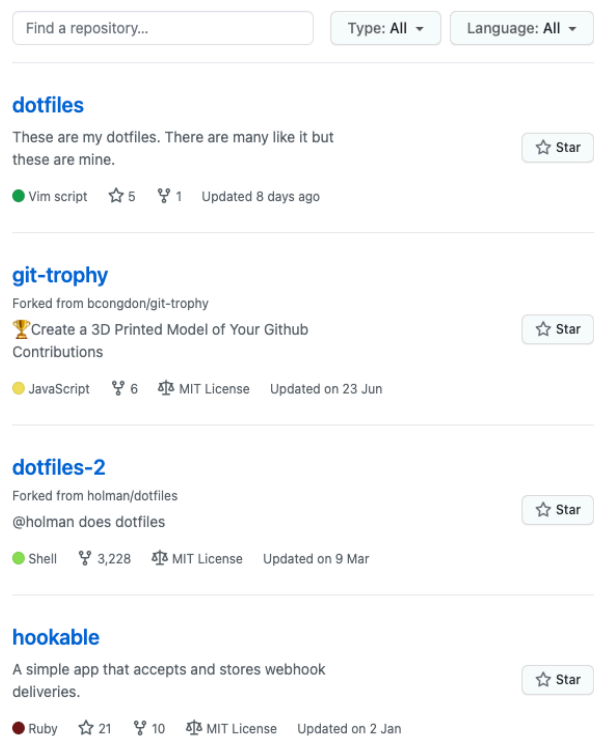 Find a repository...
Type: All
Language: All
dotfiles
These are my dotfiles. There are many like it but
these are mine.
Star
Vim script 5 1 Updated 8 days ago
git-trophy
Forked from bcongdon/git-trophy
🏆Create a 3D Printed Model of Your Github
Contributions
Star
JavaScript 6 MIT License Updated on 23 Jun
dotfiles-2
Forked from holman/dotfiles
@holman does dotfiles
Star
Shell 3,228 MIT License Updated on 9 Mar
hookable
A simple app that accepts and stores webhook
deliveries.
Star
Ruby 21 10 MIT License Updated on 2 Jan